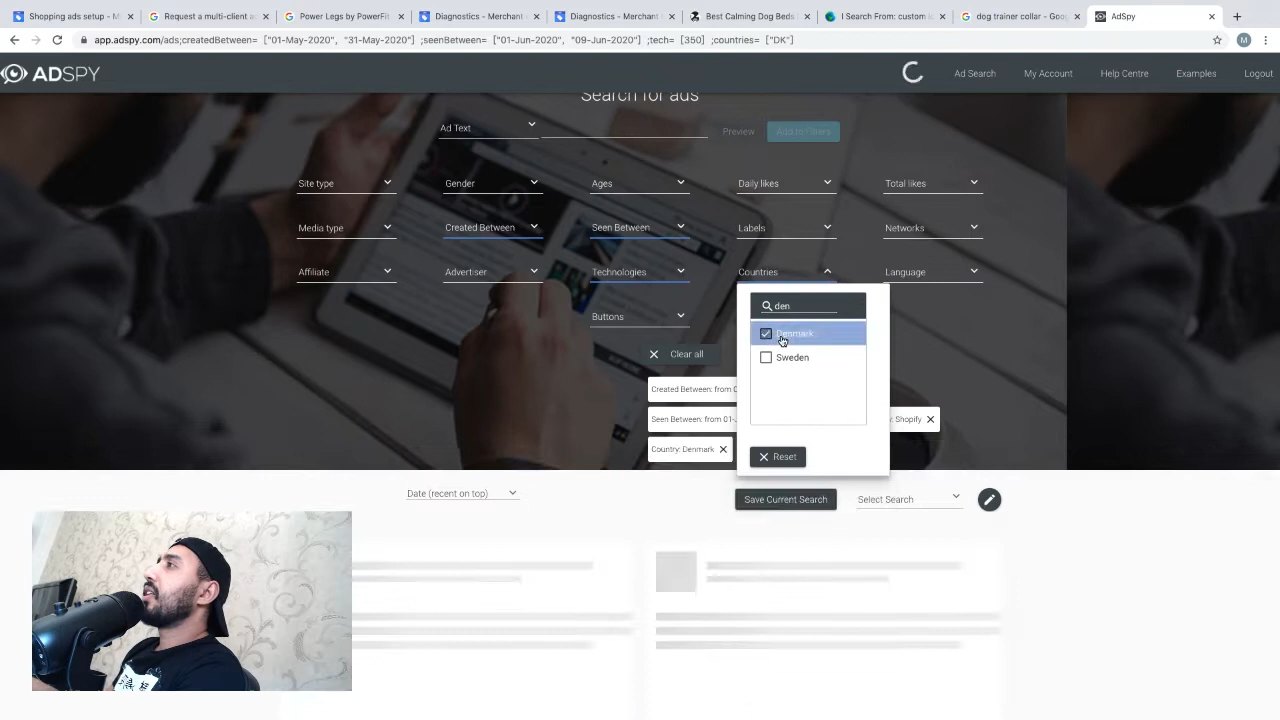 Shopping ads setup - M
Request a multi-client a
Power Legs by PowerFit
Diagnostics - Merchant
Diagnostics - Merchant
Best Calming Dog Beds
I Search From: custom
dog trainer collar - Goo
AdSpy
app.adspy.com/ads;createdBetween= ["01-May-2020", "31-May-2020"] ;seenBetween= ["01-Jun-2020", "09-Jun-2020"] ;tech= [350] ;countries= ["DK"]
M
ADSPY
Ad Search
My Account
Help Centre
Examples
Logout
Search for ads
Ad Text
Preview
Add to Filters
Site type
Gender
Ages
Daily likes
Total likes
Media type
Created Between
Seen Between
Labels
Networks
Affiliate
Advertiser
Technologies
Countries
Language
den
Buttons
Denmark
Clear all
Sweden
Created Between: from 0
Seen Between: from 01-
: Shopify
Country: Denmark
Reset
Date (recent on top)
Save Current Search
Select Search